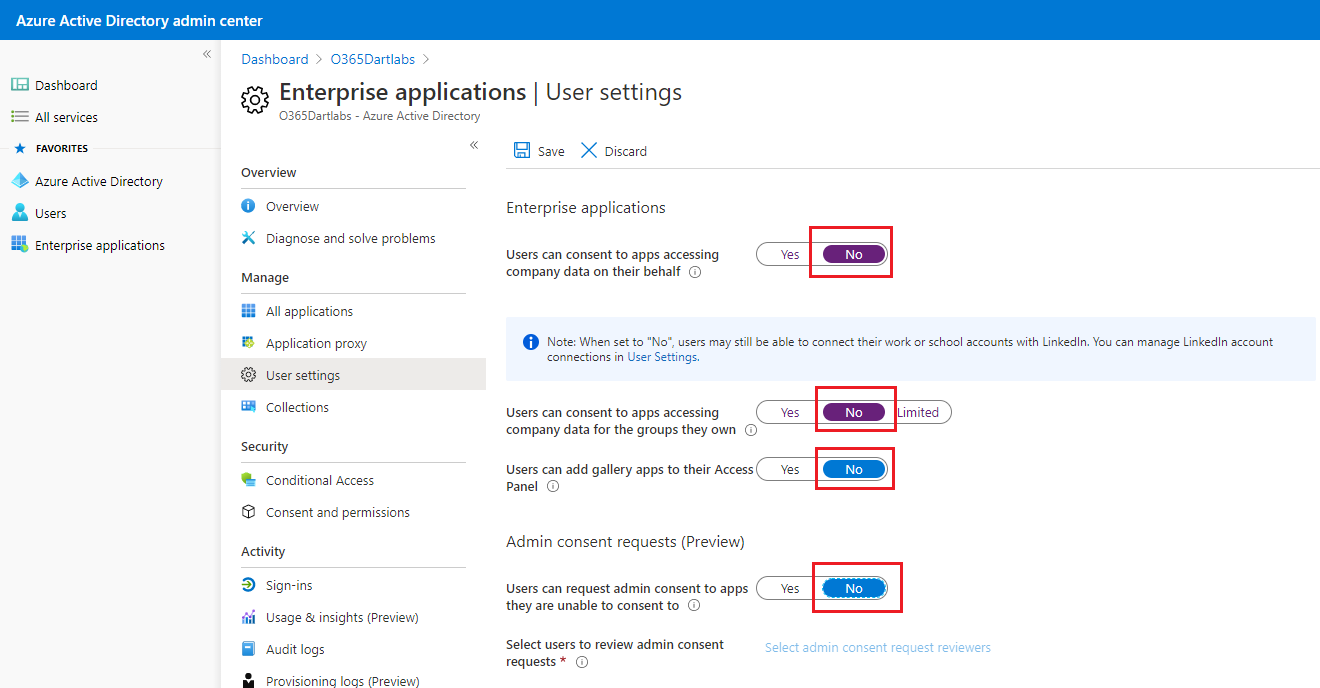 Azure Active Directory admin center
Dashboard
All services
FAVORITES
Azure Active Directory
Users
Enterprise applications
Dashboard > O365Dartlabs >
Enterprise applications | User settings
O365Dartlabs - Azure Active Directory
Overview
Overview
Diagnose and solve problems
Manage
All applications
Application proxy
User settings
Collections
Security
Conditional Access
Consent and permissions
Activity
Sign-ins
Usage & insights (Preview)
Audit logs
Provisioning logs (Preview)
Save Discard
Enterprise applications
Users can consent to apps accessing
company data on their behalf
Yes No
Note: When set to "No", users may still be able to connect their work or school accounts with LinkedIn. You can manage LinkedIn account
connections in User Settings.
Users can consent to apps accessing
company data for the groups they own
Yes No Limited
Users can add gallery apps to their Access
Panel
Yes No
Admin consent requests (Preview)
Users can request admin consent to apps
they are unable to consent to
Yes No
Select users to review admin consent
requests *
Select admin consent request reviewers